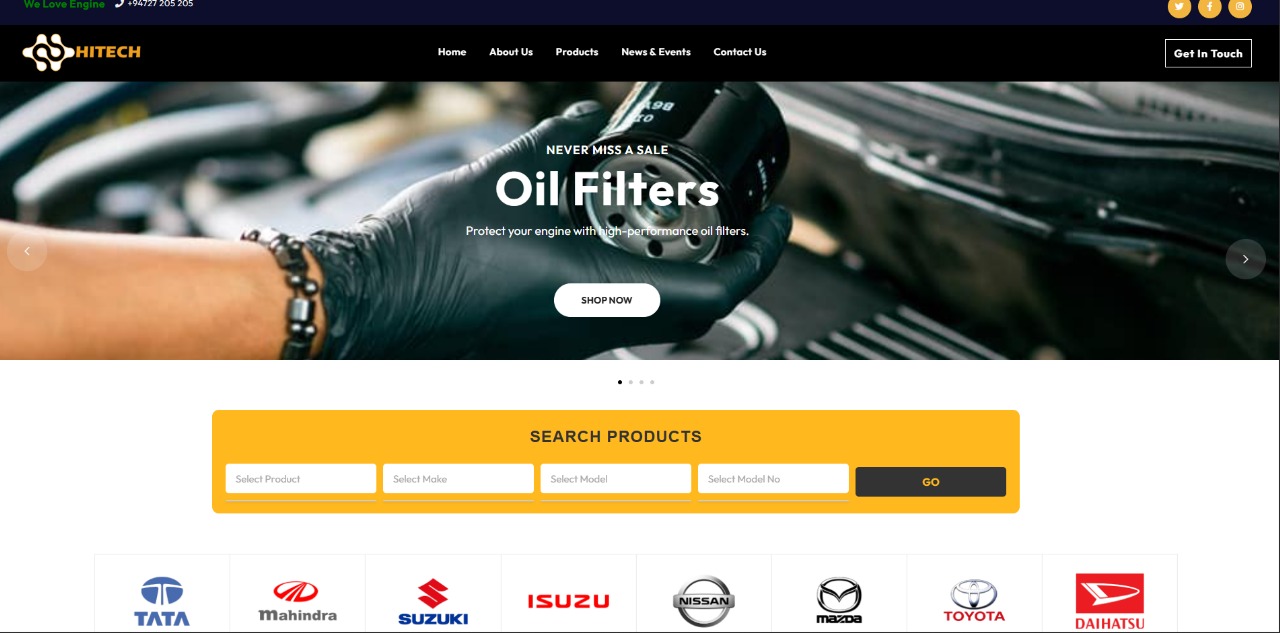 We Love Engine +94727 205 205
HITECH
Home About Us Products News & Events Contact Us
Get In Touch
NEVER MISS A SALE
Oil Filters
Protect your engine with high-performance oil filters.
SHOP NOW
SEARCH PRODUCTS
Select Product Select Make Select Model Select Model No GO
TATA mahindra SUZUKI ISUZU NISSAN mazda TOYOTA DAIHATSU